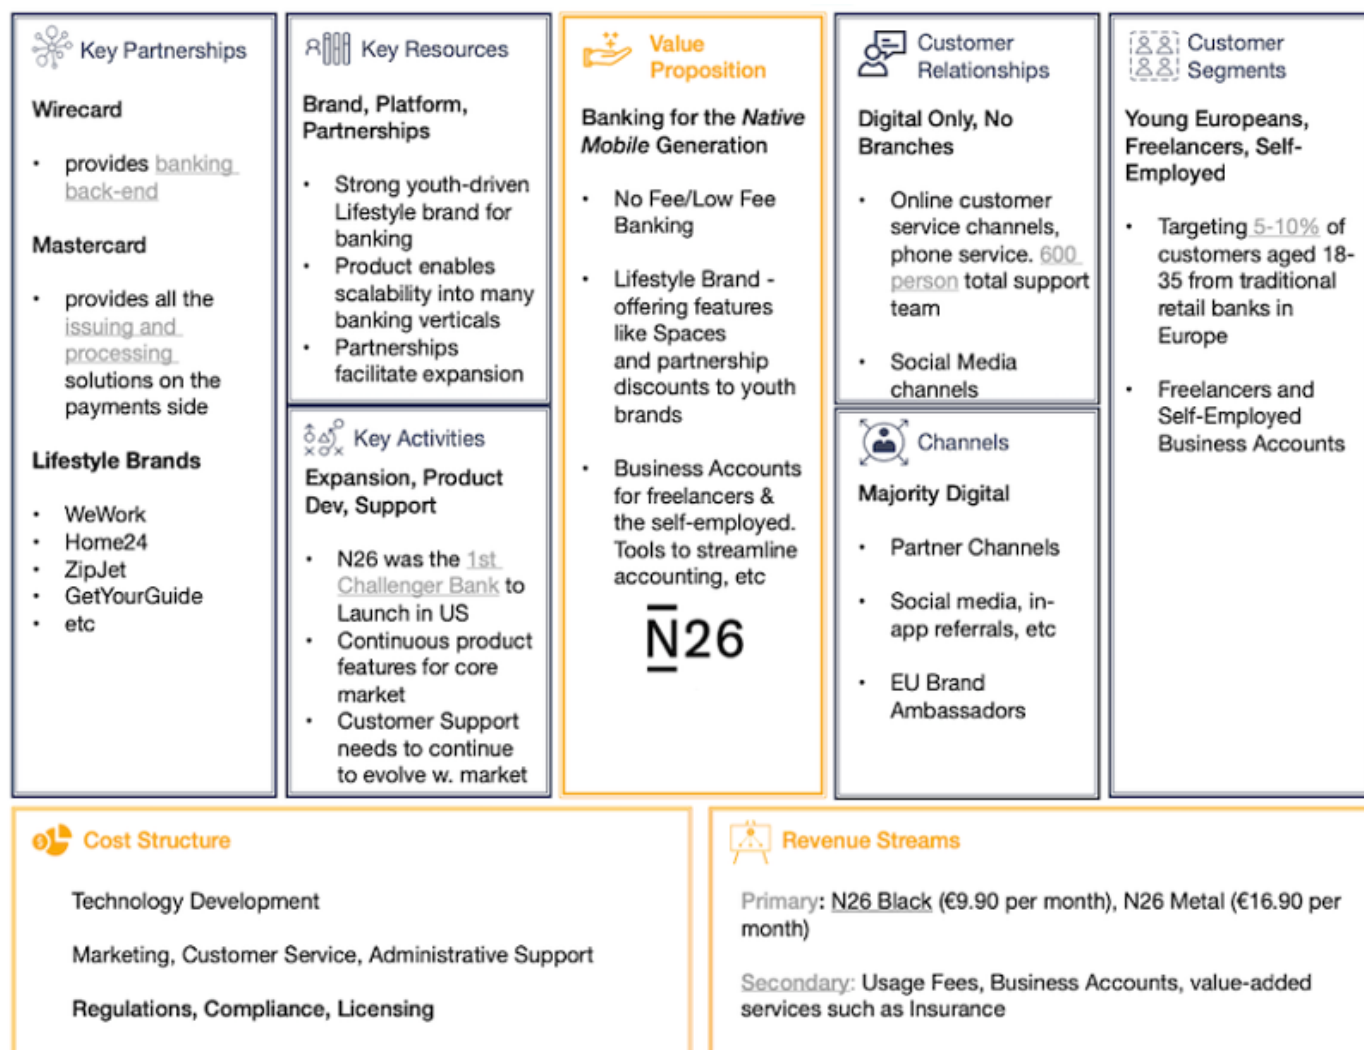 Key Partnerships
Wirecard
• provides banking
back-end
Mastercard
• provides all the
issuing and
processing
solutions on the
payments side
Lifestyle Brands
• WeWork
• Home24
• ZipJet
• GetYourGuide
• etc
Key Resources
Brand, Platform,
Partnerships
• Strong youth-driven
Lifestyle brand for
banking
• Product enables
scalability into many
banking verticals
• Partnerships
facilitate expansion
Key Activities
Expansion, Product
Dev, Support
• N26 was the 1st
Challenger Bank to
Launch in US
• Continuous product
features for core
market
• Customer Support
needs to continue
to evolve w. market
Value
Proposition
Banking for the Native
Mobile Generation
• No Fee/Low Fee
Banking
• Lifestyle Brand -
offering features
like Spaces
and partnership
discounts to youth
brands
• Business Accounts
for freelancers &
the self-employed.
Tools to streamline
accounting, etc
N26
Customer
Relationships
Digital Only, No
Branches
• Online customer
service channels,
phone service. 600
person total support
team
• Social Media
channels
Channels
Majority Digital
• Partner Channels
• Social media, in-
app referrals, etc
• EU Brand
Ambassadors
Customer
Segments
Young Europeans,
Freelancers, Self-
Employed
• Targeting 5-10% of
customers aged 18-
35 from traditional
retail banks in
Europe
• Freelancers and
Self-Employed
Business Accounts
Cost Structure
Technology Development
Marketing, Customer Service, Administrative Support
Regulations, Compliance, Licensing
Revenue Streams
Primary: N26 Black (€9.90 per month), N26 Metal (€16.90 per
month)
Secondary: Usage Fees, Business Accounts, value-added
services such as Insurance